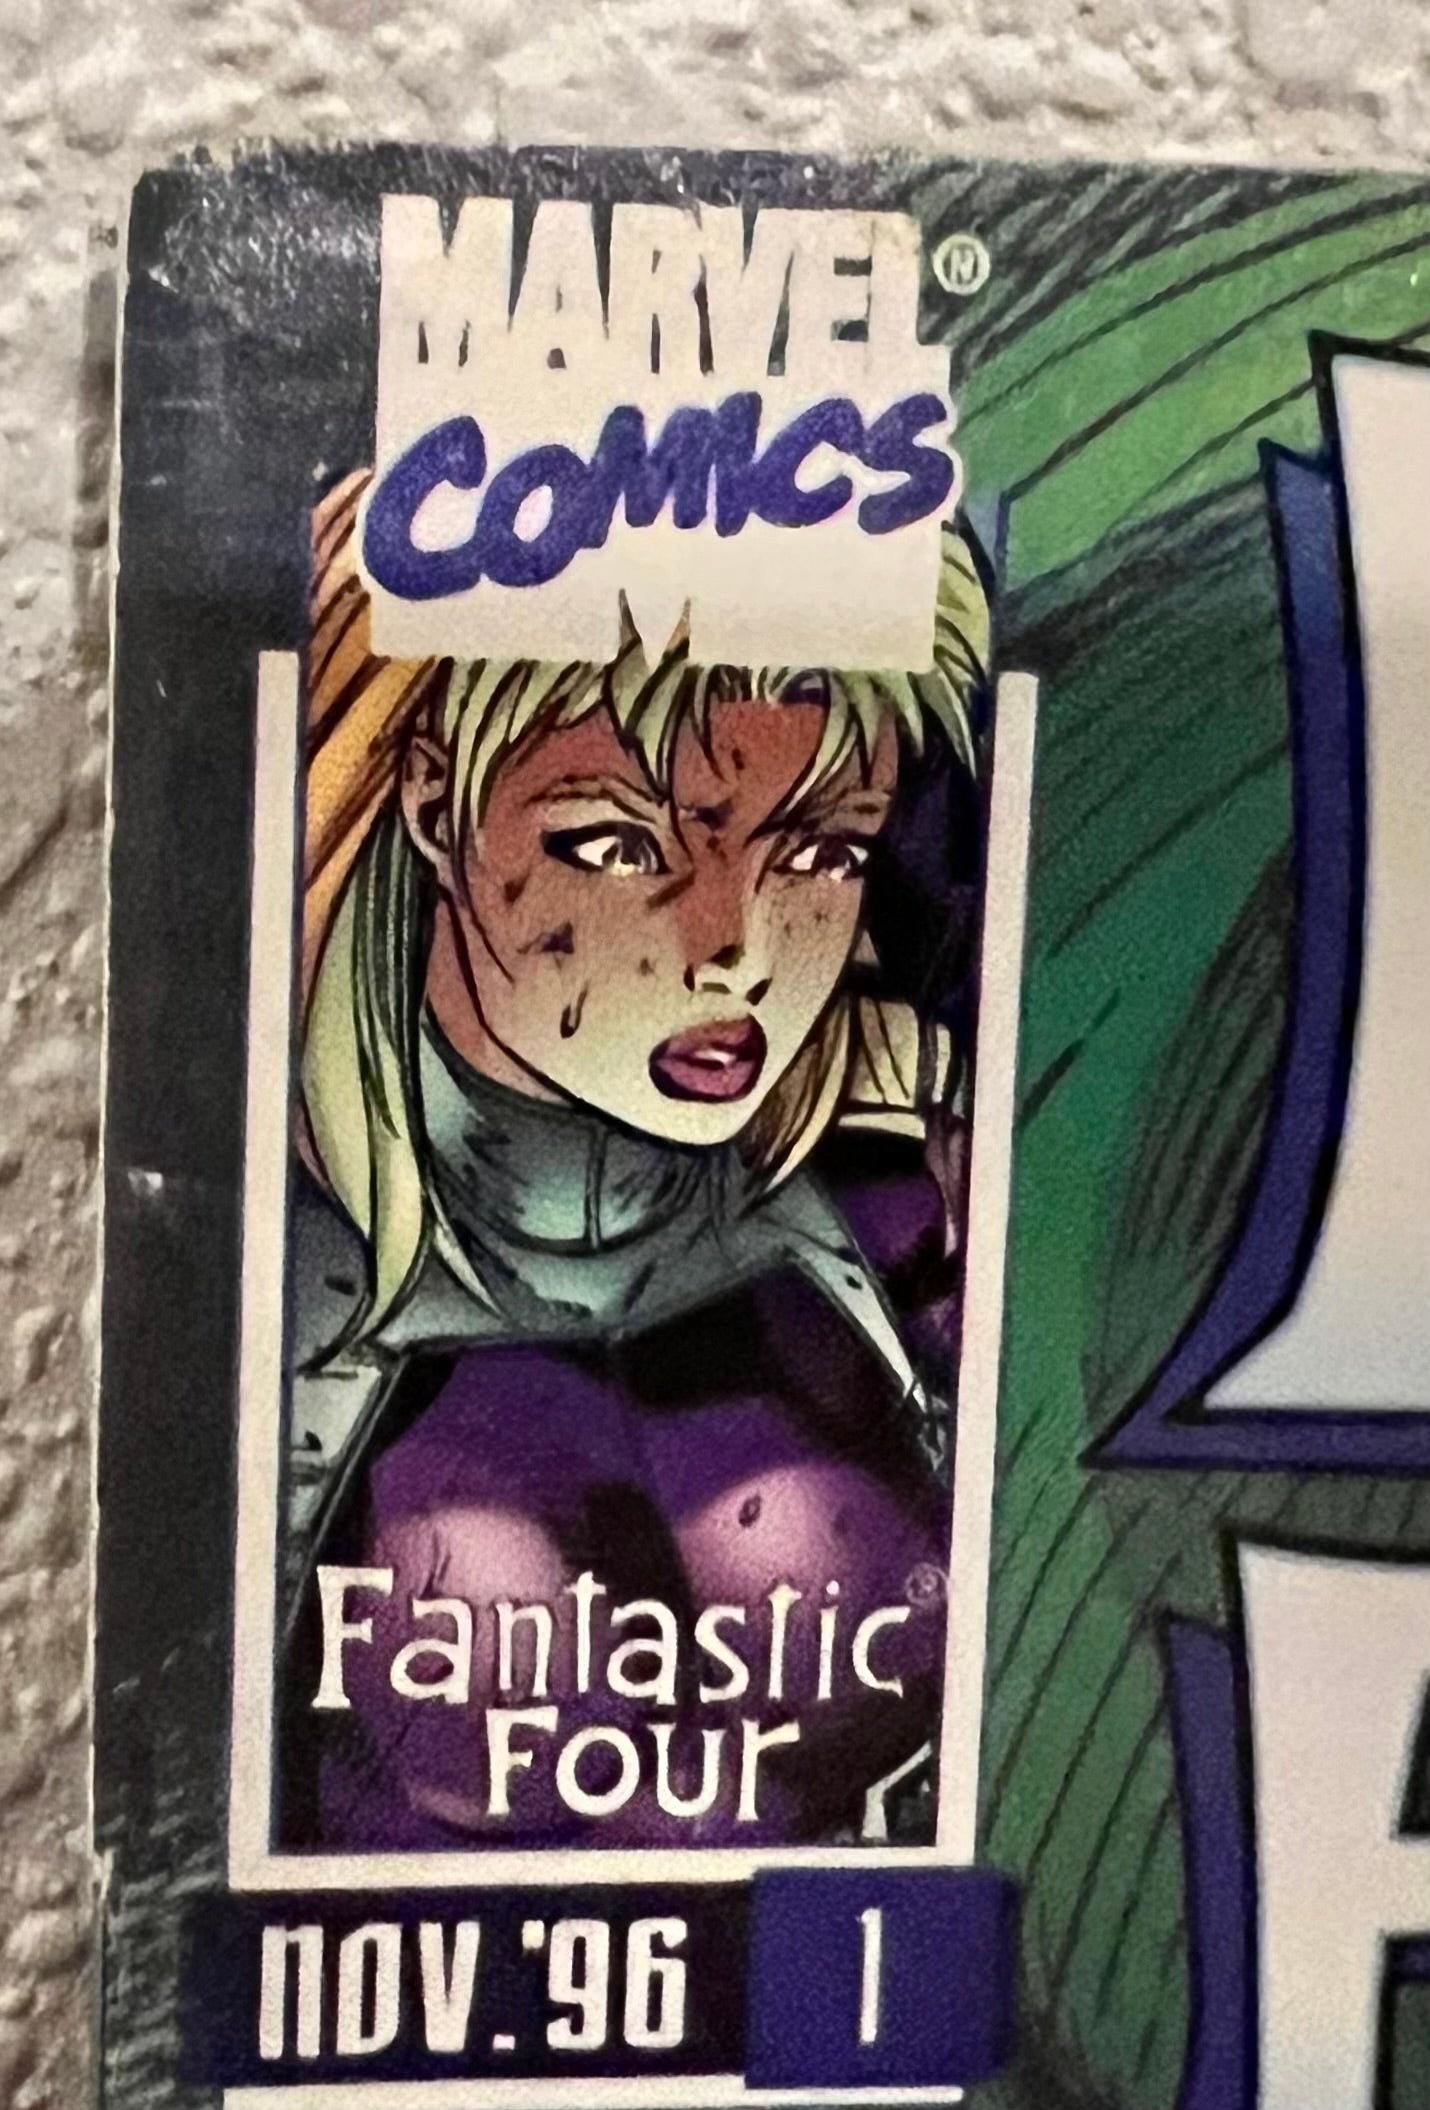 MARVEL®
COMICS
Fantastic®
Four
NOV. '96 1